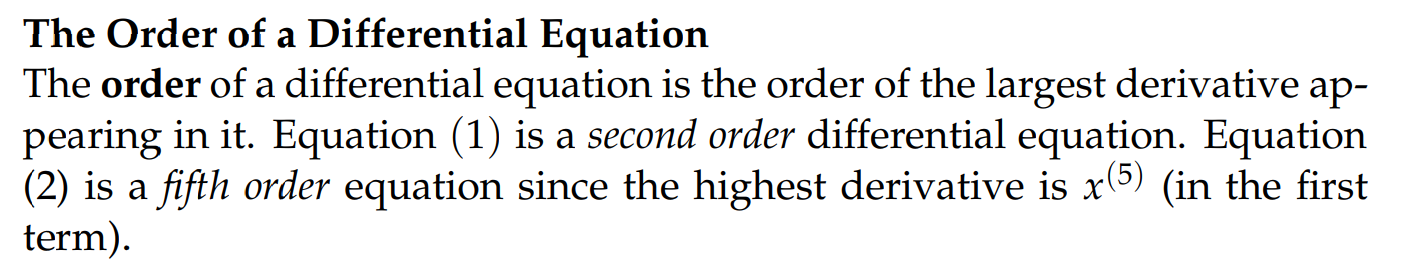 The Order of a Differential Equation
The order of a differential equation is the order of the largest derivative ap-
pearing in it. Equation (1) is a second order differential equation. Equation
(2) is a fifth order equation since the highest derivative is x^{(5)} (in the first
term).